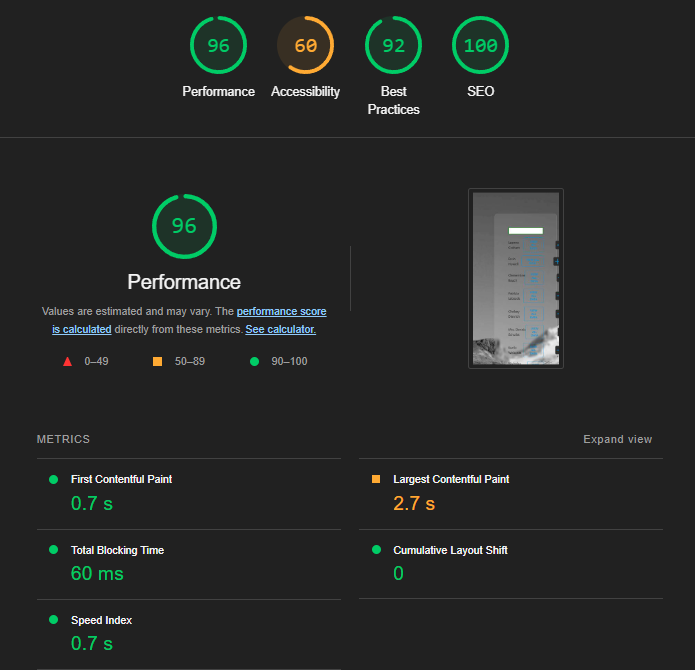 96 60 92 100
Performance Accessibility Best Practices SEO
96
Performance
Values are estimated and may vary. The performance score
is calculated directly from these metrics. See calculator.
0–49 50–89 90–100
METRICS Expand view
First Contentful Paint
0.7 s
Largest Contentful Paint
2.7 s
Total Blocking Time
60 ms
Cumulative Layout Shift
0
Speed Index
0.7 s